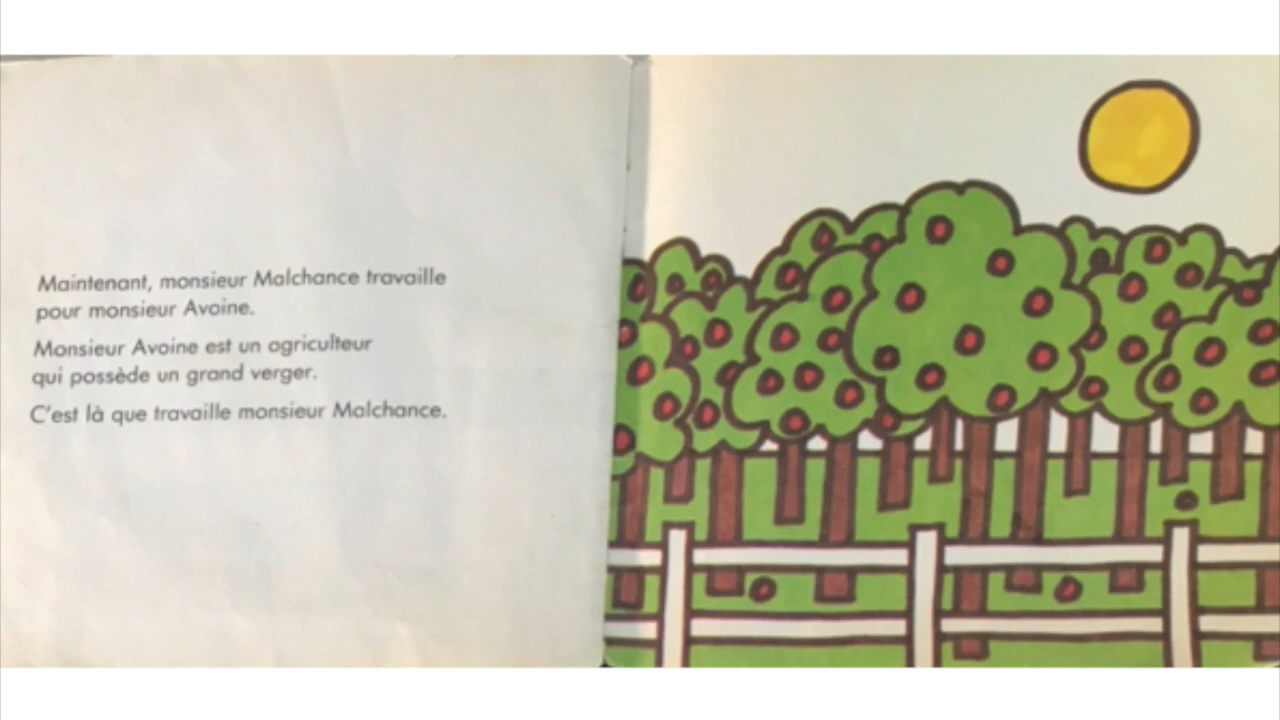 Maintenant, monsieur Malchance travaille
pour monsieur Avoine.
Monsieur Avoine est un agriculteur
qui possède un grand verger.
C'est là que travaille monsieur Malchance.